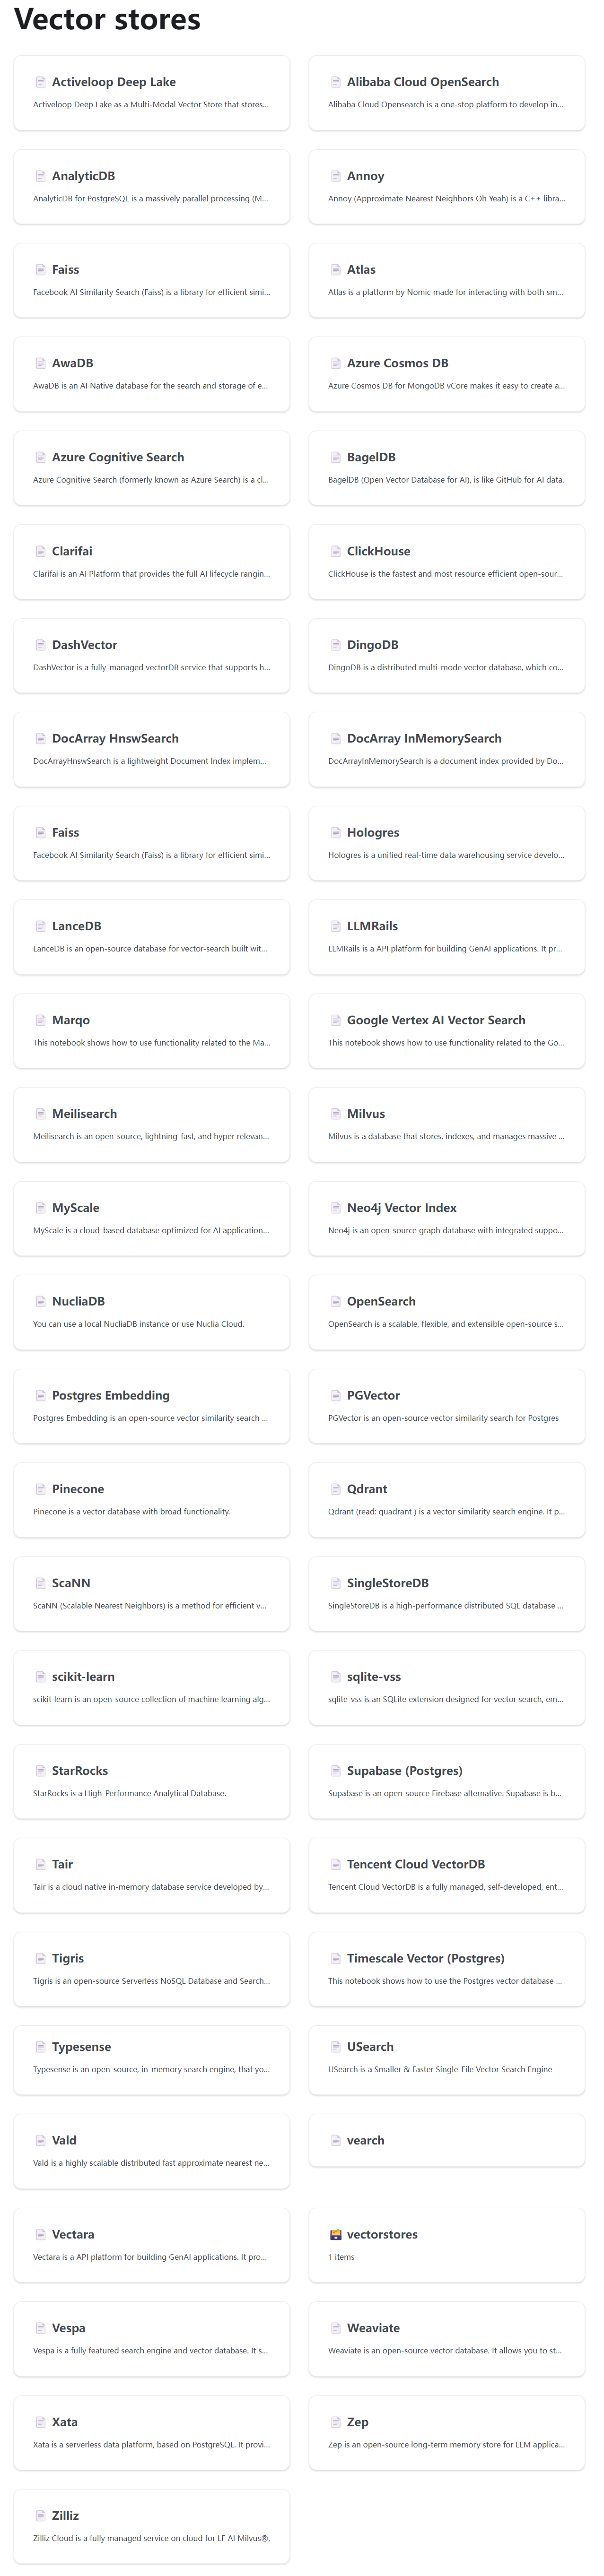 Vector stores
Activeloop Deep Lake
Activeloop Deep Lake as a Multi-Modal Vector Store that stores...
Alibaba Cloud OpenSearch
Alibaba Cloud Opensearch is a one-stop platform to develop in...
AnalyticDB
AnalyticDB for PostgreSQL is a massively parallel processing (M...
Annoy
Annoy (Approximate Nearest Neighbors Oh Yeah) is a C++ libra...
Faiss
Facebook AI Similarity Search (Faiss) is a library for efficient simi...
Atlas
Atlas is a platform by Nomic made for interacting with both sm...
AwaDB
AwaDB is an AI Native database for the search and storage of e...
Azure Cosmos DB
Azure Cosmos DB for MongoDB vCore makes it easy to create a...
Azure Cognitive Search
Azure Cognitive Search (formerly known as Azure Search) is a cl...
BagelDB
BagelDB (Open Vector Database for AI), is like GitHub for AI data.
Clarifai
Clarifai is an AI Platform that provides the full AI lifecycle rangin...
ClickHouse
ClickHouse is the fastest and most resource efficient open-sour...
DashVector
DashVector is a fully-managed vectorDB service that supports h...
DingoDB
DingoDB is a distributed multi-mode vector database, which co...
DocArray HnswSearch
DocArrayHnswSearch is a lightweight Document Index implem...
DocArray InMemorySearch
DocArrayInMemorySearch is a document index provided by Do...
Faiss
Facebook AI Similarity Search (Faiss) is a library for efficient simi...
Hologres
Hologres is a unified real-time data warehousing service develo...
LanceDB
LanceDB is an open-source database for vector-search built wit...
LLMRails
LLMRails is a API platform for building GenAI applications. It pr...
Marqo
This notebook shows how to use functionality related to the Ma...
Google Vertex AI Vector Search
This notebook shows how to use functionality related to the Go...
Meilisearch
Meilisearch is an open-source, lightning-fast, and hyper relevan...
Milvus
Milvus is a database that stores, indexes, and manages massive ...
MyScale
MyScale is a cloud-based database optimized for AI application...
Neo4j Vector Index
Neo4j is an open-source graph database with integrated suppo...
NucliaDB
You can use a local NucliaDB instance or use Nuclia Cloud.
OpenSearch
OpenSearch is a scalable, flexible, and extensible open-source s...
Postgres Embedding
Postgres Embedding is an open-source vector similarity search ...
PGVector
PGVector is an open-source vector similarity search for Postgres
Pinecone
Pinecone is a vector database with broad functionality.
Qdrant
Qdrant (read: quadrant ) is a vector similarity search engine. It p...
ScaNN
ScaNN (Scalable Nearest Neighbors) is a method for efficient v...
SingleStoreDB
SingleStoreDB is a high-performance distributed SQL database ...
scikit-learn
scikit-learn is an open-source collection of machine learning alg...
sqlite-vss
sqlite-vss is an SQLite extension designed for vector search, em...
StarRocks
StarRocks is a High-Performance Analytical Database.
Supabase (Postgres)
Supabase is an open-source Firebase alternative. Supabase is b...
Tair
Tair is a cloud native in-memory database service developed by...
Tencent Cloud VectorDB
Tencent Cloud VectorDB is a fully managed, self-developed, ent...
Tigris
Tigris is an open-source Serverless NoSQL Database and Search...
Timescale Vector (Postgres)
This notebook shows how to use the Postgres vector database ...
Typesense
Typesense is an open-source, in-memory search engine, that yo...
USearch
USearch is a Smaller & Faster Single-File Vector Search Engine
Vald
Vald is a highly scalable distributed fast approximate nearest ne...
vearch
Vectara
Vectara is a API platform for building GenAI applications. It pro...
vectorstores
1 items
Vespa
Vespa is a fully featured search engine and vector database. It s...
Weaviate
Weaviate is an open-source vector database. It allows you to st...
Xata
Xata is a serverless data platform, based on PostgreSQL. It provi...
Zep
Zep is an open-source long-term memory store for LLM applica...
Zilliz
Zilliz Cloud is a fully managed service on cloud for LF AI Milvus®,